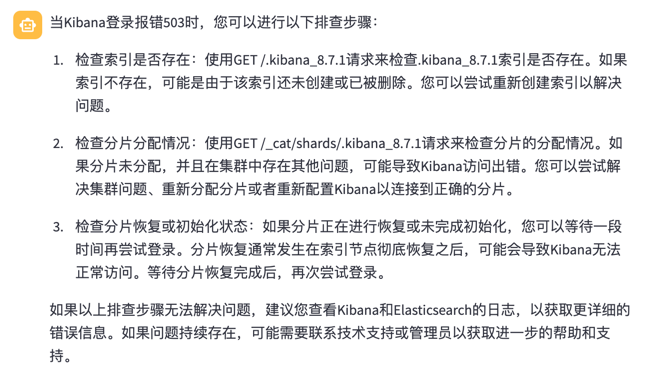 当Kibana登录报错503时，您可以进行以下排查步骤：
1. 检查索引是否存在：使用GET /.kibana_8.7.1请求来检查.kibana_8.7.1索引是否存在。如果
索引不存在，可能是由于该索引还未创建或已被删除。您可以尝试重新创建索引以解决
问题。
2. 检查分片分配情况：使用GET /_cat/shards/.kibana_8.7.1请求来检查分片的分配情况。如
果分片未分配，并且在集群中存在其他问题，可能导致Kibana访问出错。您可以尝试解
决集群问题、重新分配分片或者重新配置Kibana以连接到正确的分片。
3. 检查分片恢复或初始化状态：如果分片正在进行恢复或未完成初始化，您可以等待一段
时间再尝试登录。分片恢复通常发生在索引节点彻底恢复之后，可能会导致Kibana无法
正常访问。等待分片恢复完成后，再次尝试登录。
如果以上排查步骤无法解决问题，建议您查看Kibana和Elasticsearch的日志，以获取更详细的
错误信息。如果问题持续存在，可能需要联系技术支持或管理员以获取进一步的帮助和支
持。